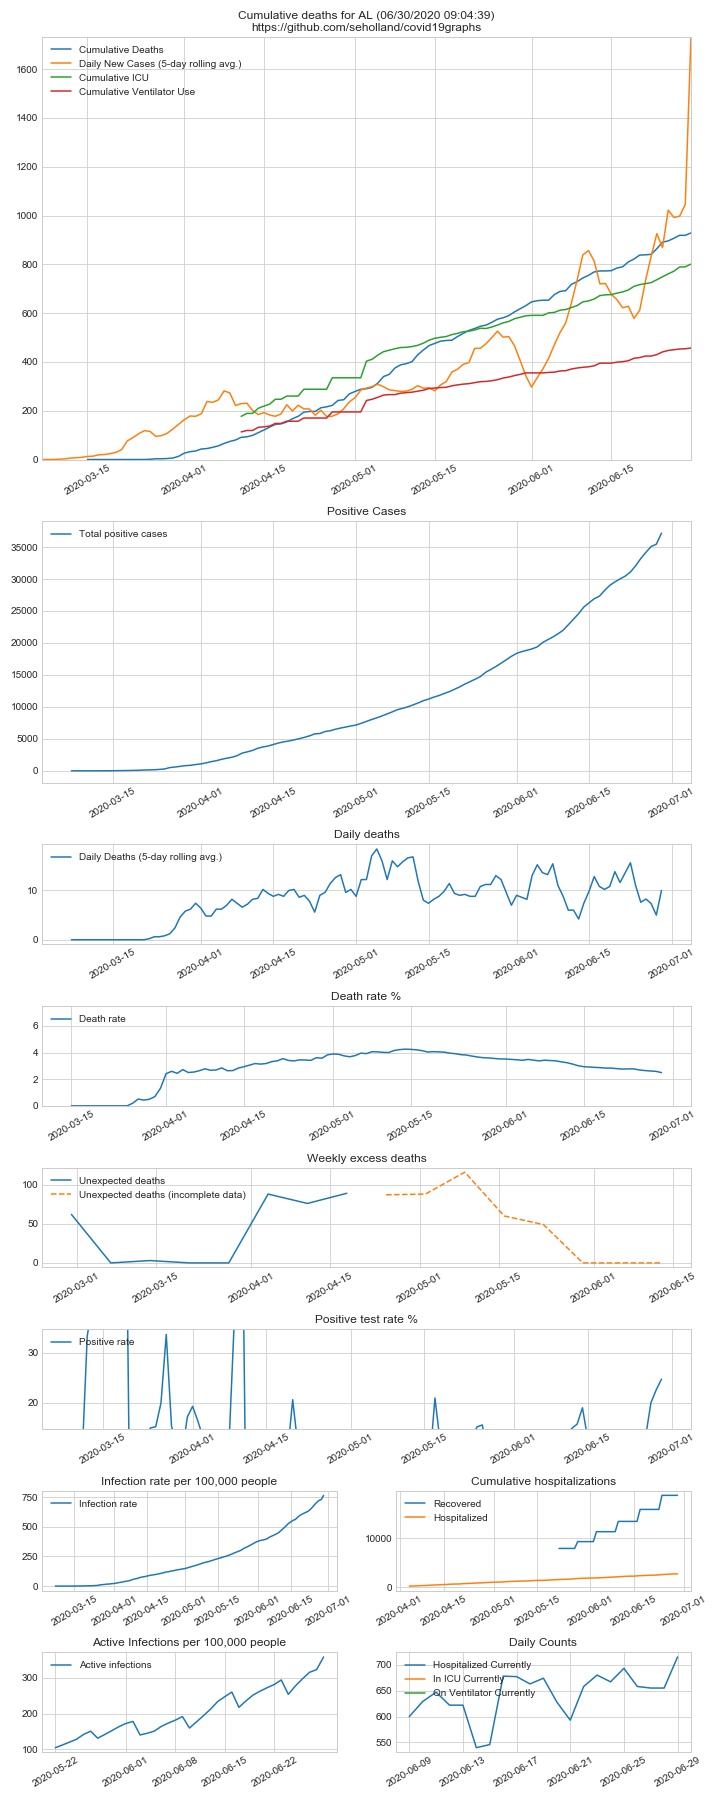 Cumulative deaths for AL (06/30/2020 09:04:39)
https://github.com/seholland/covid19graphs
Cumulative Deaths
Daily New Cases (5-day rolling avg.)
Cumulative ICU
Cumulative Ventilator Use
1600
1400
1200
1000
800
600
400
200
0
2020-03-15 2020-04-01 2020-04-15 2020-05-01 2020-05-15 2020-06-01 2020-06-15
Positive Cases
Total positive cases
35000
30000
25000
20000
15000
10000
5000
0
2020-03-15 2020-04-01 2020-04-15 2020-05-01 2020-05-15 2020-06-01 2020-06-15 2020-07-01
Daily deaths
Daily Deaths (5-day rolling avg.)
10
0
2020-03-15 2020-04-01 2020-04-15 2020-05-01 2020-05-15 2020-06-01 2020-06-15 2020-07-01
Death rate %
Death rate
6
4
2
0
2020-03-15 2020-04-01 2020-04-15 2020-05-01 2020-05-15 2020-06-01 2020-06-15 2020-07-01
Weekly excess deaths
Unexpected deaths
Unexpected deaths (incomplete data)
100
50
0
2020-03-01 2020-03-15 2020-04-01 2020-04-15 2020-05-01 2020-05-15 2020-06-01 2020-06-15
Positive test rate %
Positive rate
30
20
2020-03-15 2020-04-01 2020-04-15 2020-05-01 2020-05-15 2020-06-01 2020-06-15 2020-07-01
Infection rate per 100,000 people
Infection rate
750
500
250
0
2020-03-15 2020-04-01 2020-04-15 2020-05-01 2020-05-15 2020-06-01 2020-06-15 2020-07-01
Cumulative hospitalizations
Recovered
Hospitalized
10000
0
2020-04-01 2020-04-15 2020-05-01 2020-05-15 2020-06-01 2020-06-15 2020-07-01
Active Infections per 100,000 people
Active infections
300
200
100
2020-05-22 2020-06-01 2020-06-08 2020-06-15 2020-06-22
Daily Counts
Hospitalized Currently
In ICU Currently
On Ventilator Currently
700
650
600
550
2020-06-09 2020-06-13 2020-06-17 2020-06-21 2020-06-25 2020-06-29